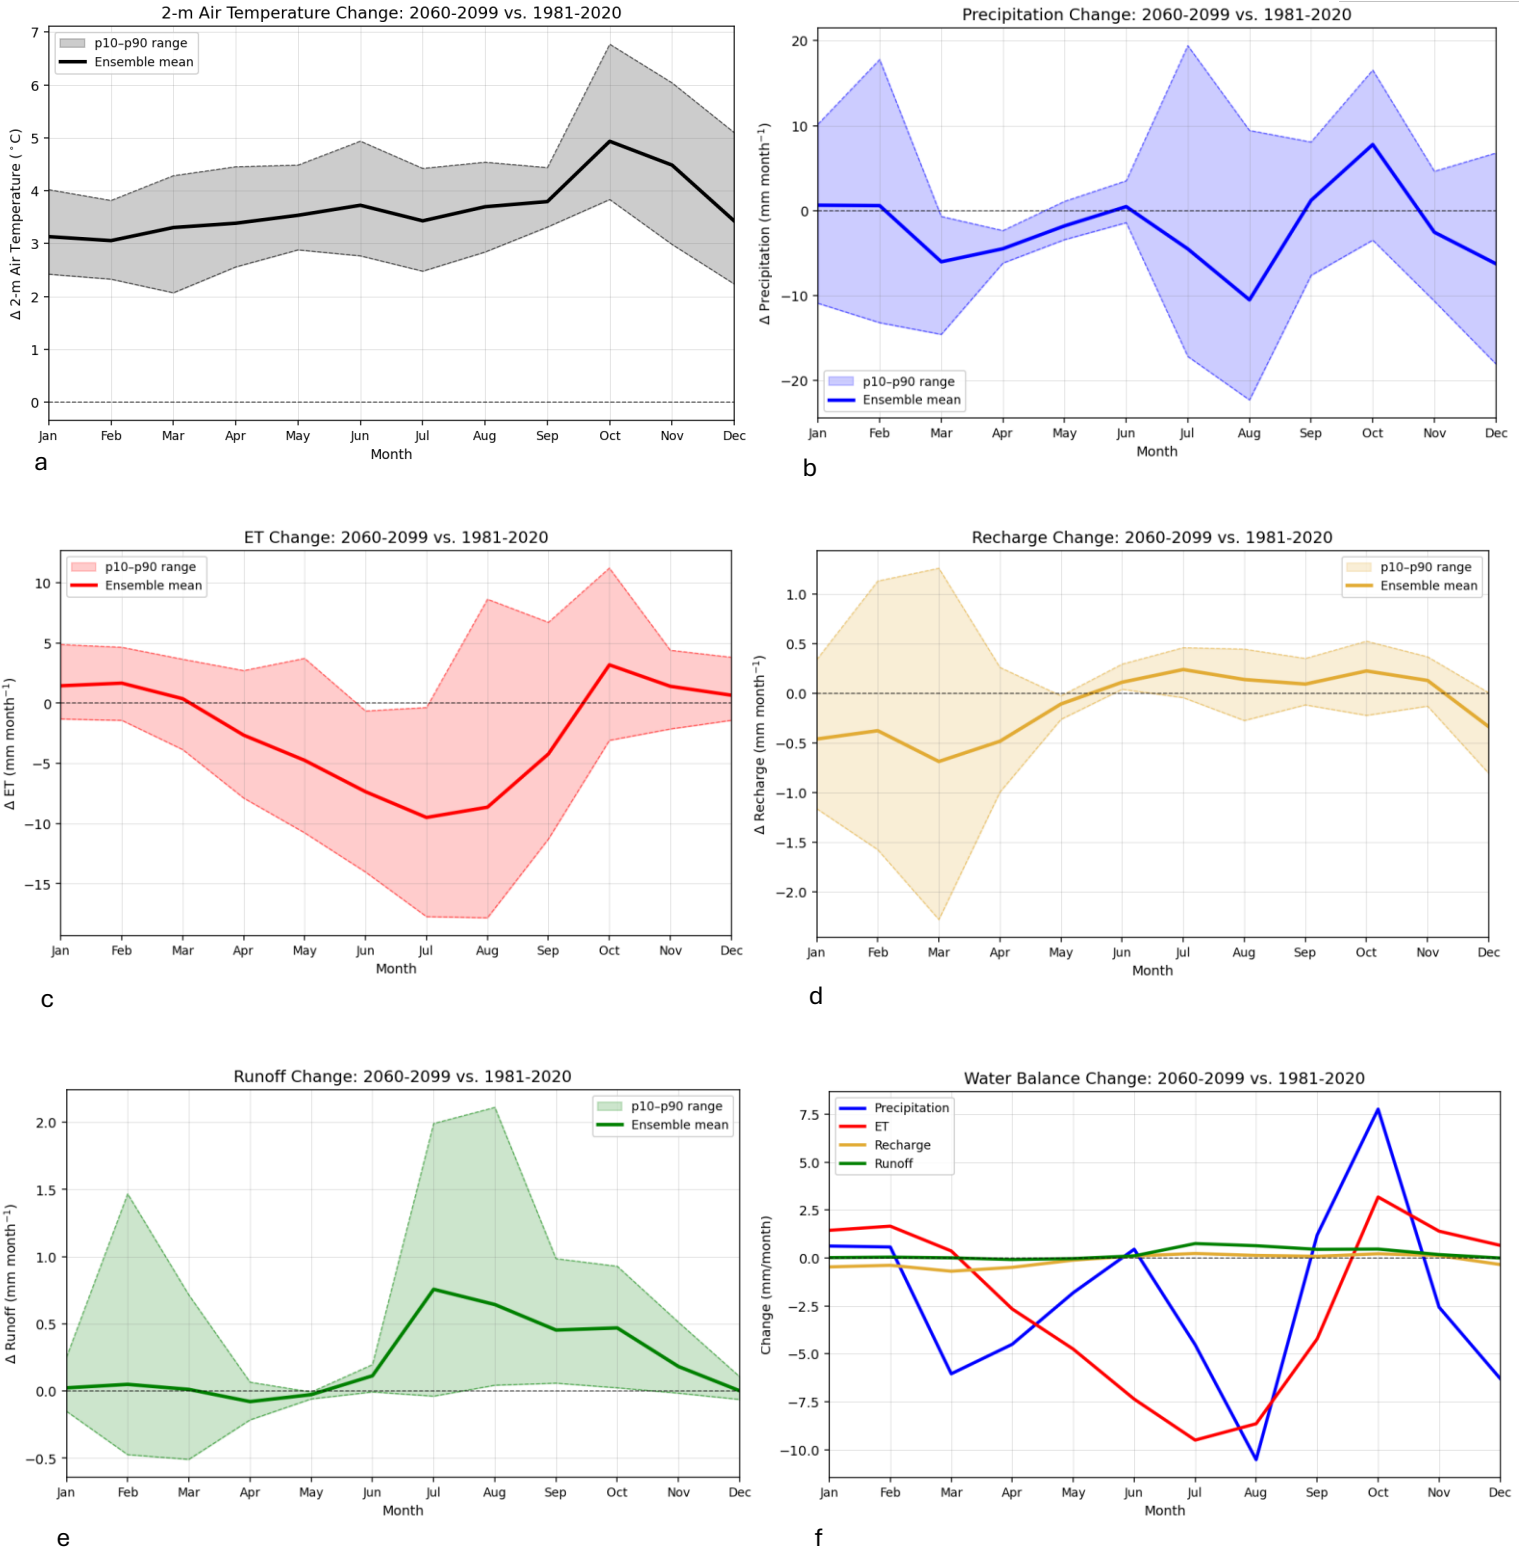 2-m Air Temperature Change: 2060-2099 vs. 1981-2020
p10–p90 range
Ensemble mean
Δ 2-m Air Temperature (°C)
7
6
5
4
3
2
1
0
Jan Feb Mar Apr May Jun Jul Aug Sep Oct Nov Dec
Month
a
Precipitation Change: 2060-2099 vs. 1981-2020
Δ Precipitation (mm month⁻¹)
20
10
0
−10
−20
p10–p90 range
Ensemble mean
Jan Feb Mar Apr May Jun Jul Aug Sep Oct Nov Dec
Month
b
ET Change: 2060-2099 vs. 1981-2020
p10–p90 range
Ensemble mean
Δ ET (mm month⁻¹)
10
5
0
−5
−10
−15
Jan Feb Mar Apr May Jun Jul Aug Sep Oct Nov Dec
Month
c
Recharge Change: 2060-2099 vs. 1981-2020
p10–p90 range
Ensemble mean
Δ Recharge (mm month⁻¹)
1.0
0.5
0.0
−0.5
−1.0
−1.5
−2.0
Jan Feb Mar Apr May Jun Jul Aug Sep Oct Nov Dec
Month
d
Runoff Change: 2060-2099 vs. 1981-2020
p10–p90 range
Ensemble mean
Δ Runoff (mm month⁻¹)
2.0
1.5
1.0
0.5
0.0
−0.5
Jan Feb Mar Apr May Jun Jul Aug Sep Oct Nov Dec
Month
e
Water Balance Change: 2060-2099 vs. 1981-2020
Precipitation
ET
Recharge
Runoff
Change (mm/month)
7.5
5.0
2.5
0.0
−2.5
−5.0
−7.5
−10.0
Jan Feb Mar Apr May Jun Jul Aug Sep Oct Nov Dec
Month
f